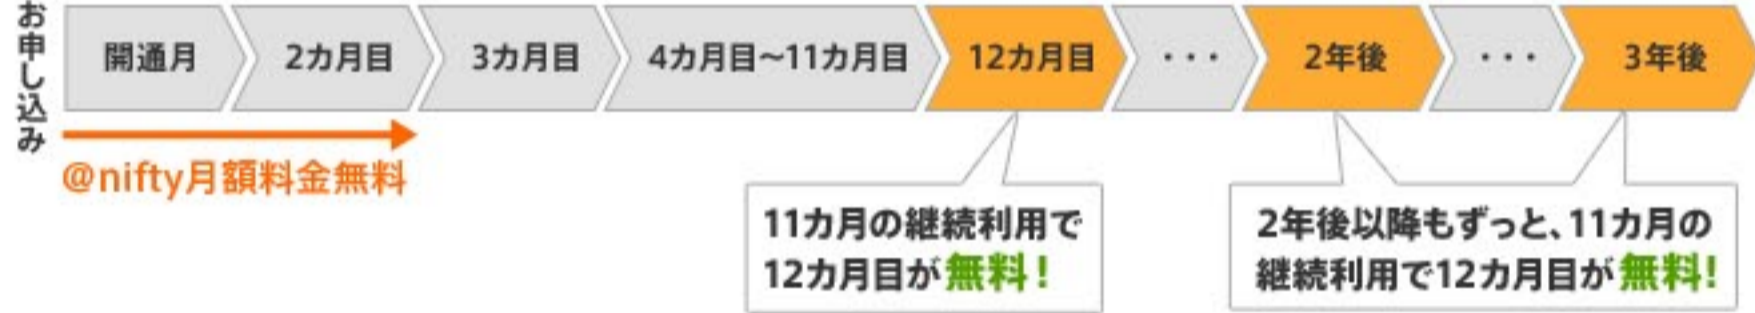 お申し込み
開通月
2カ月目
3カ月目
4カ月目～11カ月目
12カ月目
・・・
2年後
・・・
3年後
@nifty月額料金無料
11カ月の継続利用で
12カ月目が無料！
2年後以降もずっと、11カ月の
継続利用で12カ月目が無料！